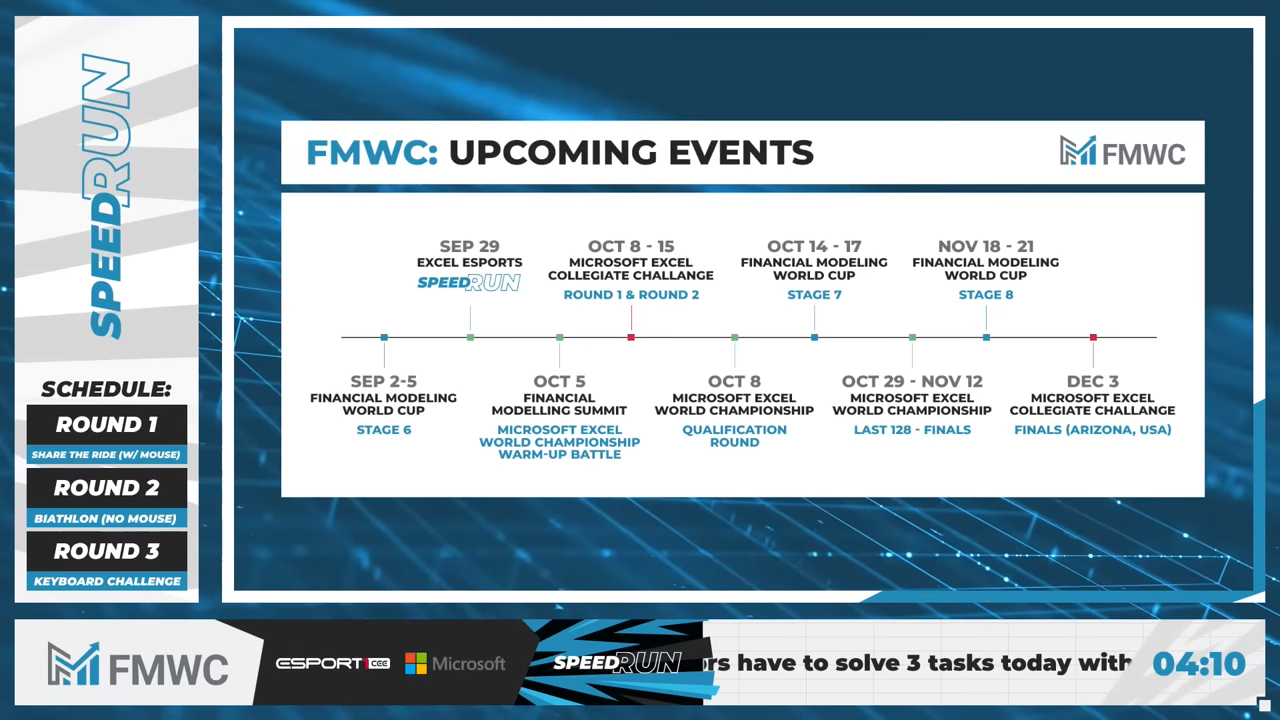 SPEEDRUN
SCHEDULE:
ROUND 1
SHARE THE RIDE (W/ MOUSE)
ROUND 2
BIATHLON (NO MOUSE)
ROUND 3
KEYBOARD CHALLENGE
FMWC: UPCOMING EVENTS
FMWC
SEP 29
EXCEL ESPORTS
SPEEDRUN
OCT 8 - 15
MICROSOFT EXCEL
COLLEGIATE CHALLANGE
ROUND 1 & ROUND 2
OCT 14 - 17
FINANCIAL MODELING
WORLD CUP
STAGE 7
NOV 18 - 21
FINANCIAL MODELING
WORLD CUP
STAGE 8
SEP 2-5
FINANCIAL MODELING
WORLD CUP
STAGE 6
OCT 5
FINANCIAL
MODELLING SUMMIT
MICROSOFT EXCEL
WORLD CHAMPIONSHIP
WARM-UP BATTLE
OCT 8
MICROSOFT EXCEL
WORLD CHAMPIONSHIP
QUALIFICATION
ROUND
OCT 29 - NOV 12
MICROSOFT EXCEL
WORLD CHAMPIONSHIP
LAST 128 - FINALS
DEC 3
MICROSOFT EXCEL
COLLEGIATE CHALLANGE
FINALS (ARIZONA, USA)
FMWC
ESPORT1 CEE
Microsoft
SPEEDRUN
rs have to solve 3 tasks today with
04:10